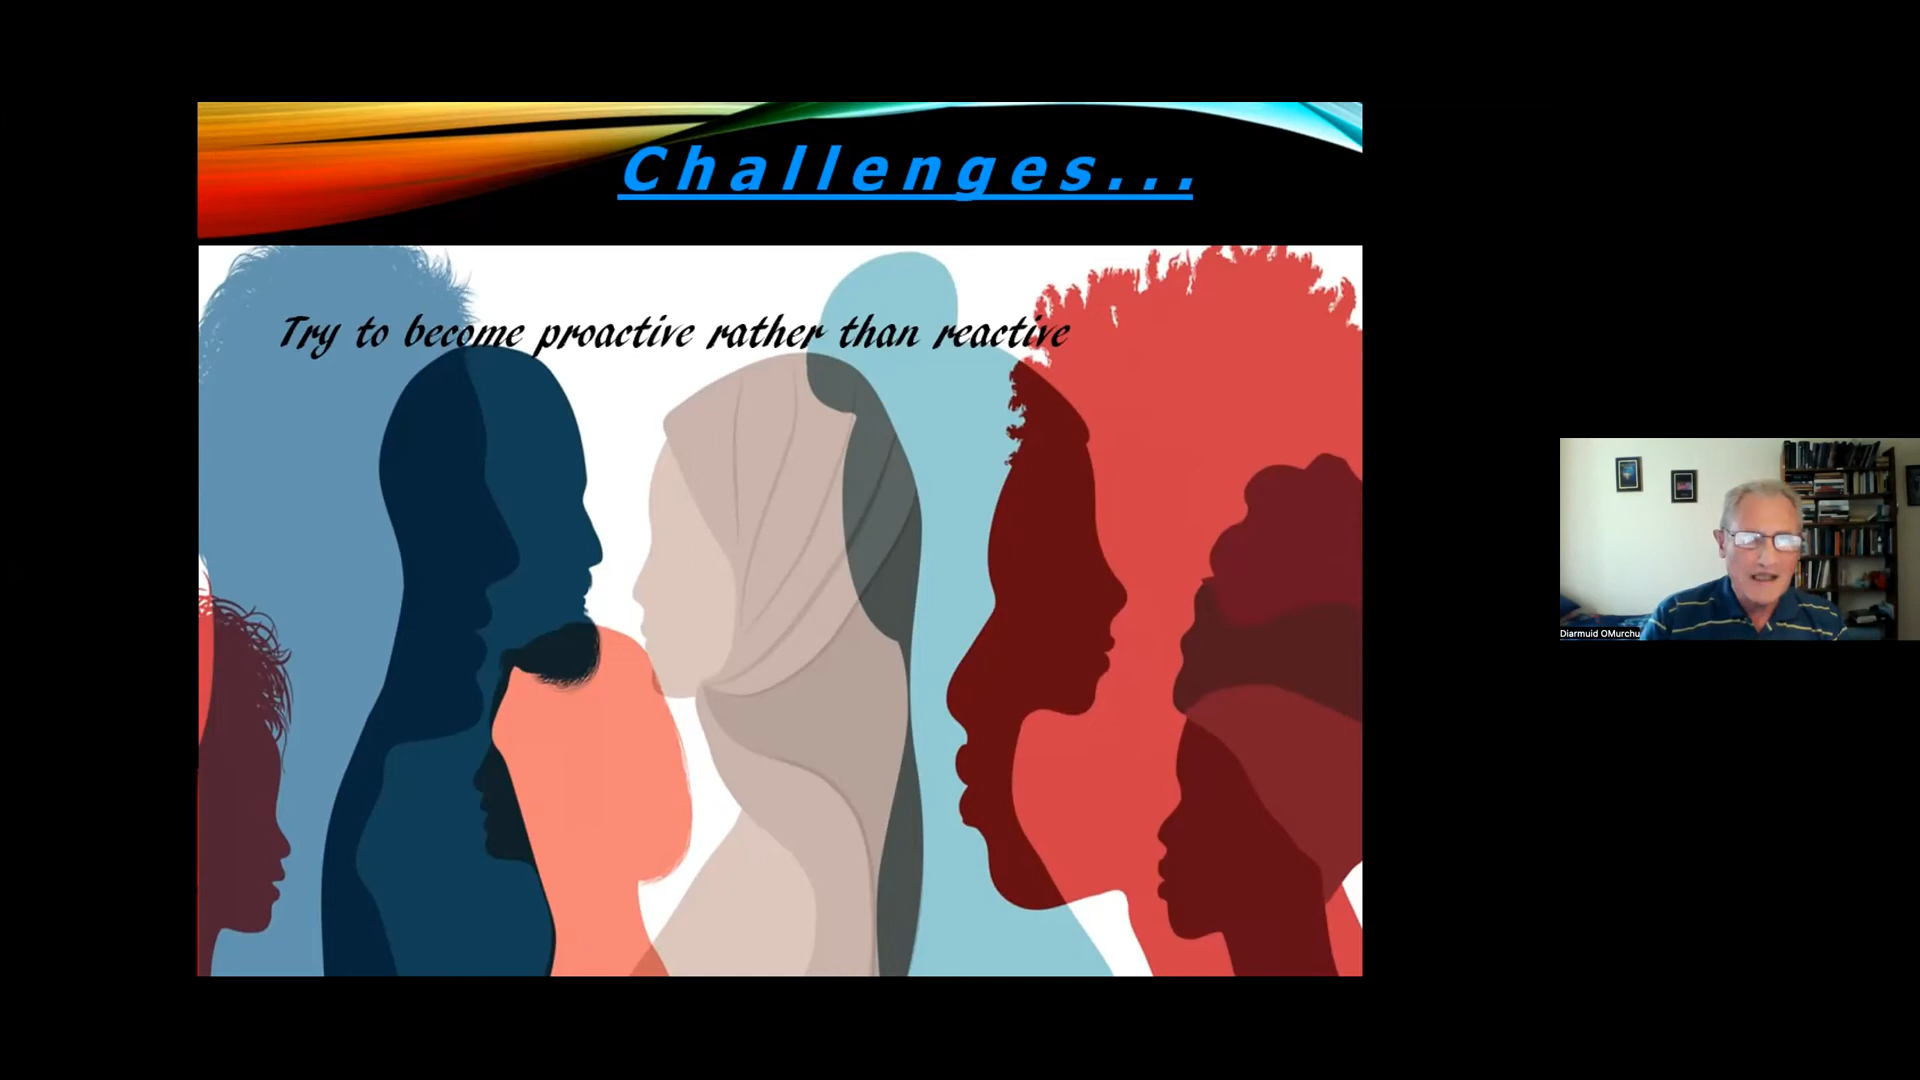 Challenges...
Try to become proactive rather than reactive
Diarmuid OMurchu